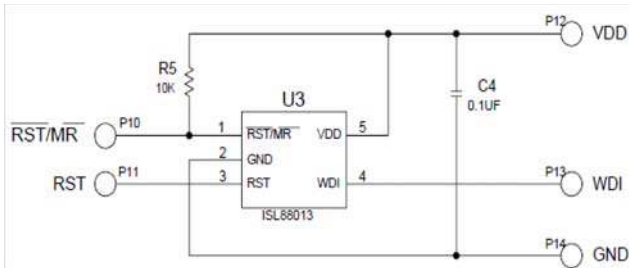 P12
VDD
R5
10K
U3
C4
0.1UF
RST/MR
P10
1
RST/MR
VDD
5
2
GND
RST
P11
3
RST
WDI
4
P13
WDI
ISL88013
P14
GND